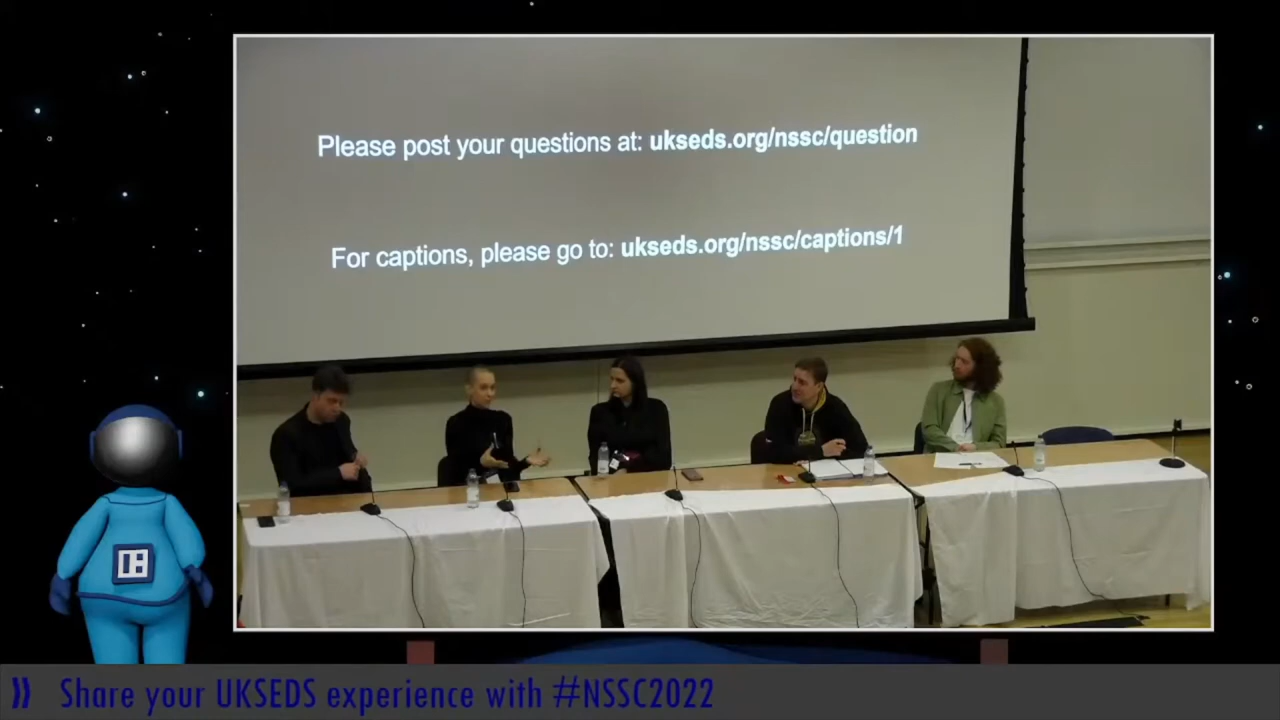 Please post your questions at: ukseds.org/nssc/question
For captions, please go to: ukseds.org/nssc/captions/1
Share your UKSEDS experience with #NSSC2022